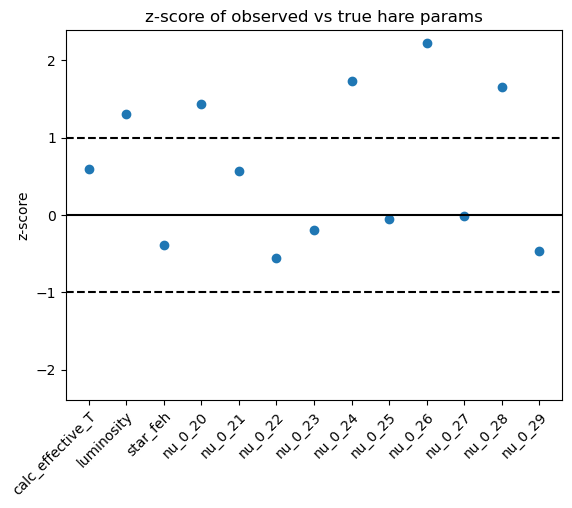 z-score of observed vs true hare params
z-score
2
1
0
−1
−2
calc_effective_T
luminosity
star_feh
nu_0_20
nu_0_21
nu_0_22
nu_0_23
nu_0_24
nu_0_25
nu_0_26
nu_0_27
nu_0_28
nu_0_29